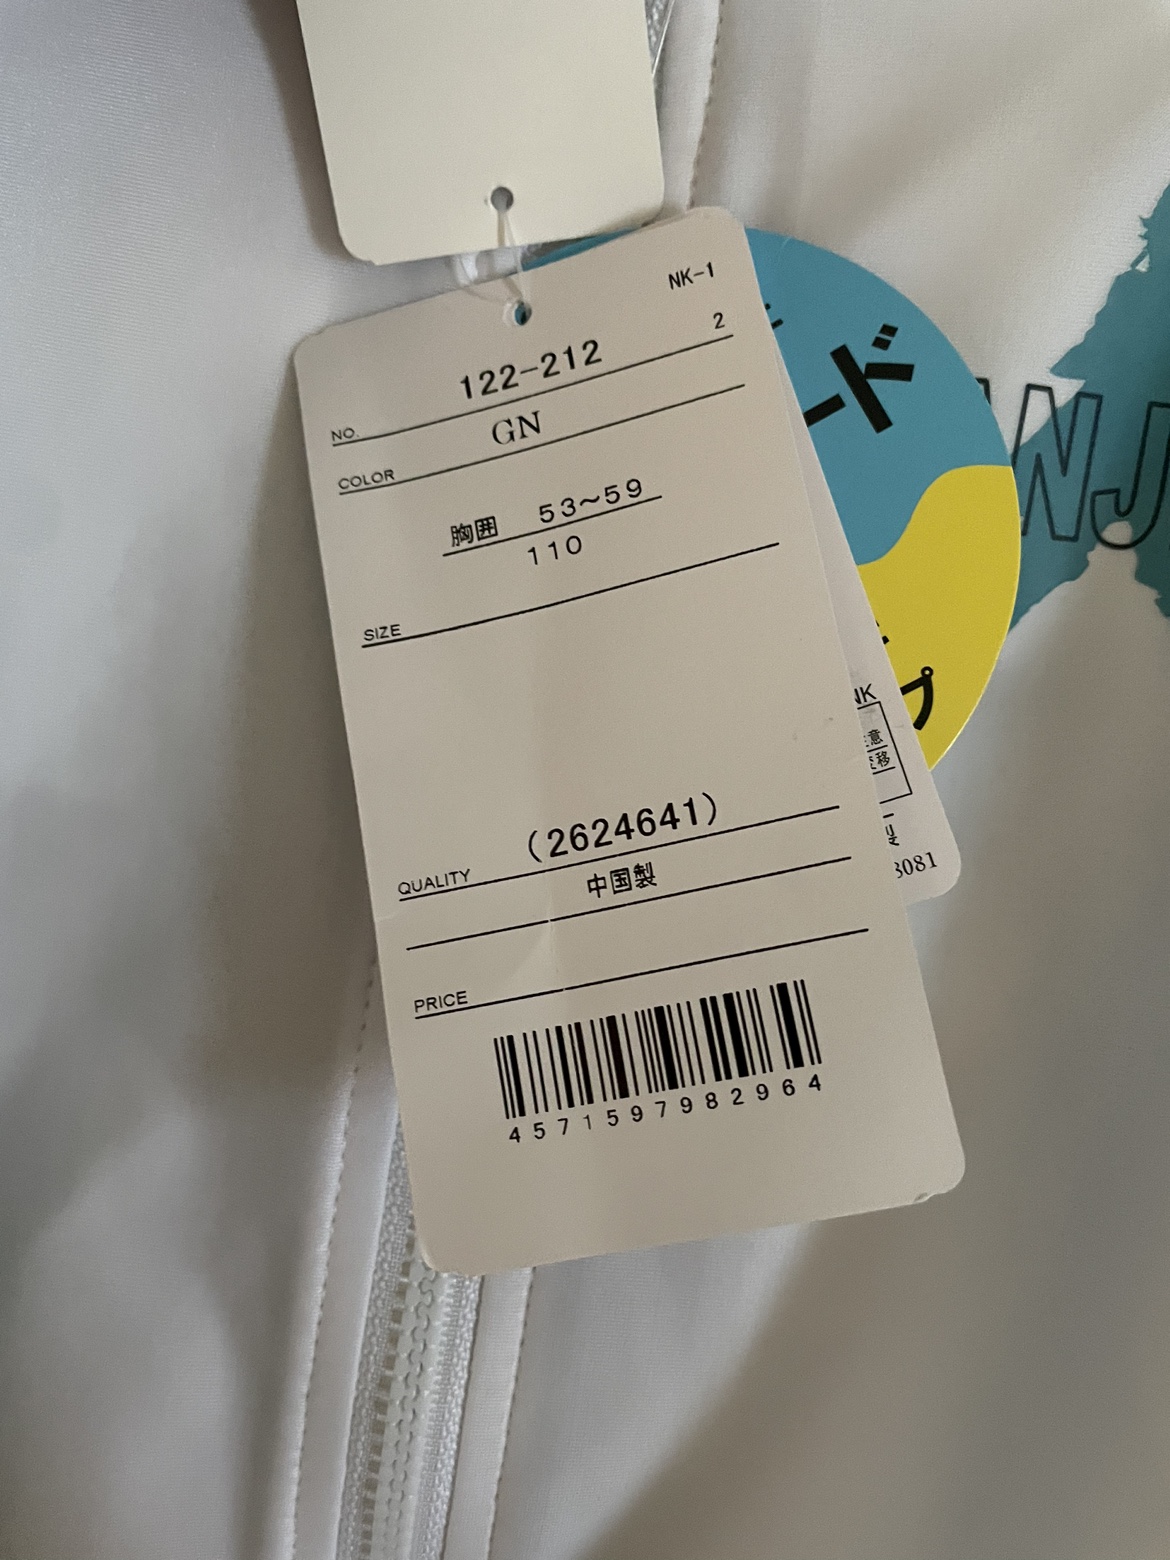 NK-1
2
NO. 122-212
COLOR GN
胸囲 53~59
110
SIZE
(2624641)
QUALITY
中国製
PRICE
4571597982964
ード
プ
NK
意
移
製
3081
NJ